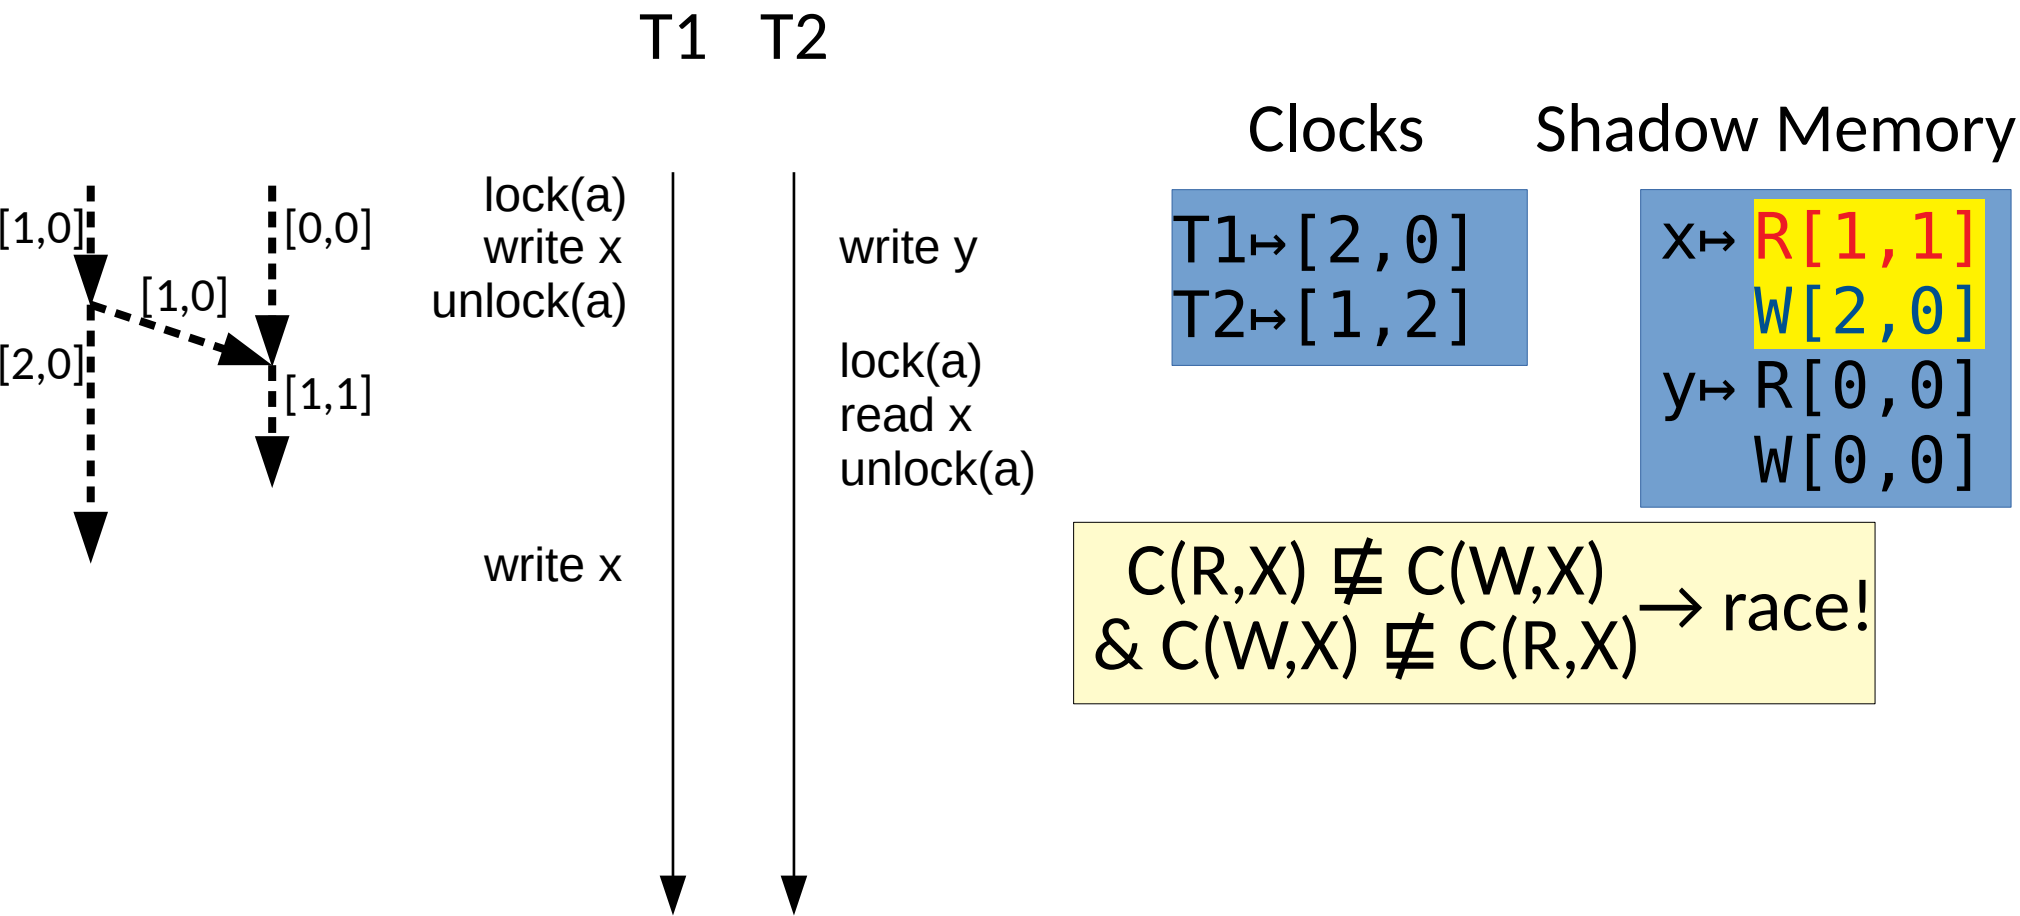 T1 T2
Clocks Shadow Memory
[1,0] [0,0]
[1,0]
[2,0]
[1,1]
lock(a)
write x
unlock(a)
write x
write y
lock(a)
read x
unlock(a)
T1↦[2,0]
T2↦[1,2]
x↦R[1,1]
W[2,0]
y↦R[0,0]
W[0,0]
C(R,X) ⋢ C(W,X)
& C(W,X) ⋢ C(R,X)
→ race!